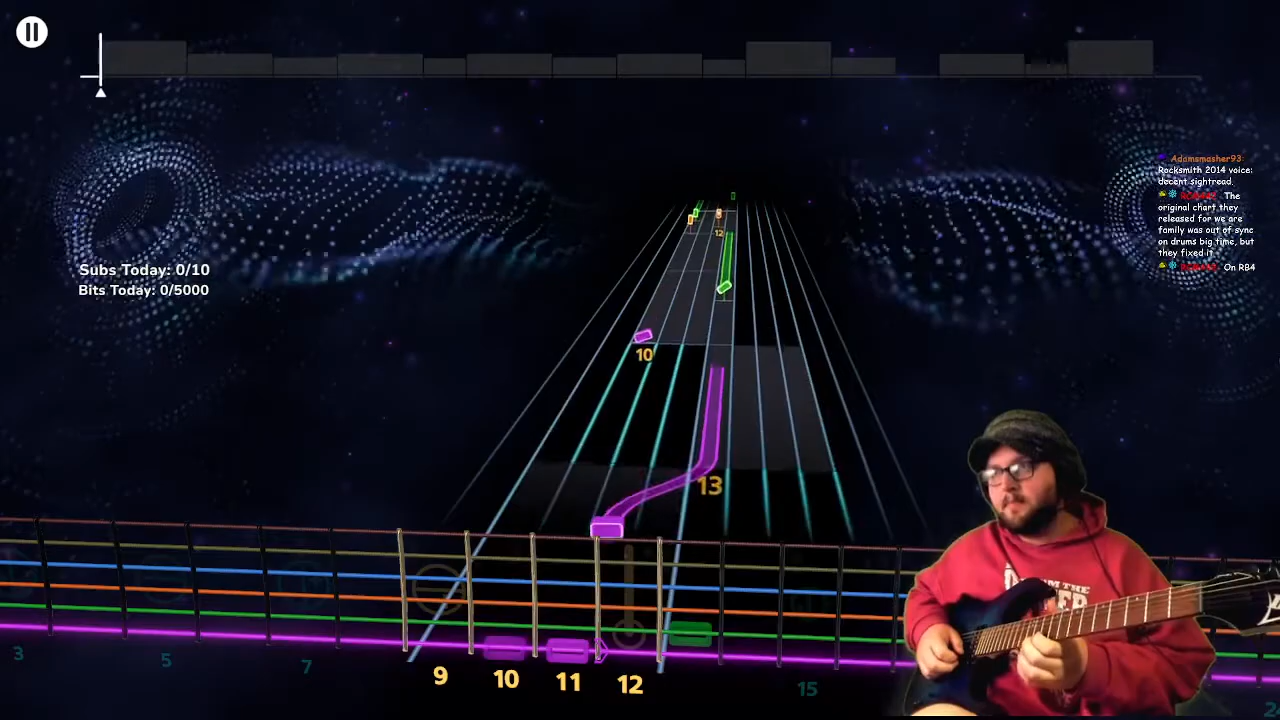 Adamsmasher93:
Rocksmith 2014 voice:
decent sightread.
: The
original chart they
released for we are
family was out of sync
on drums big time, but
they fixed it
: On RB4
12
Subs Today: 0/10
Bits Today: 0/5000
10
13
3
5
7
9
10
11
12
15